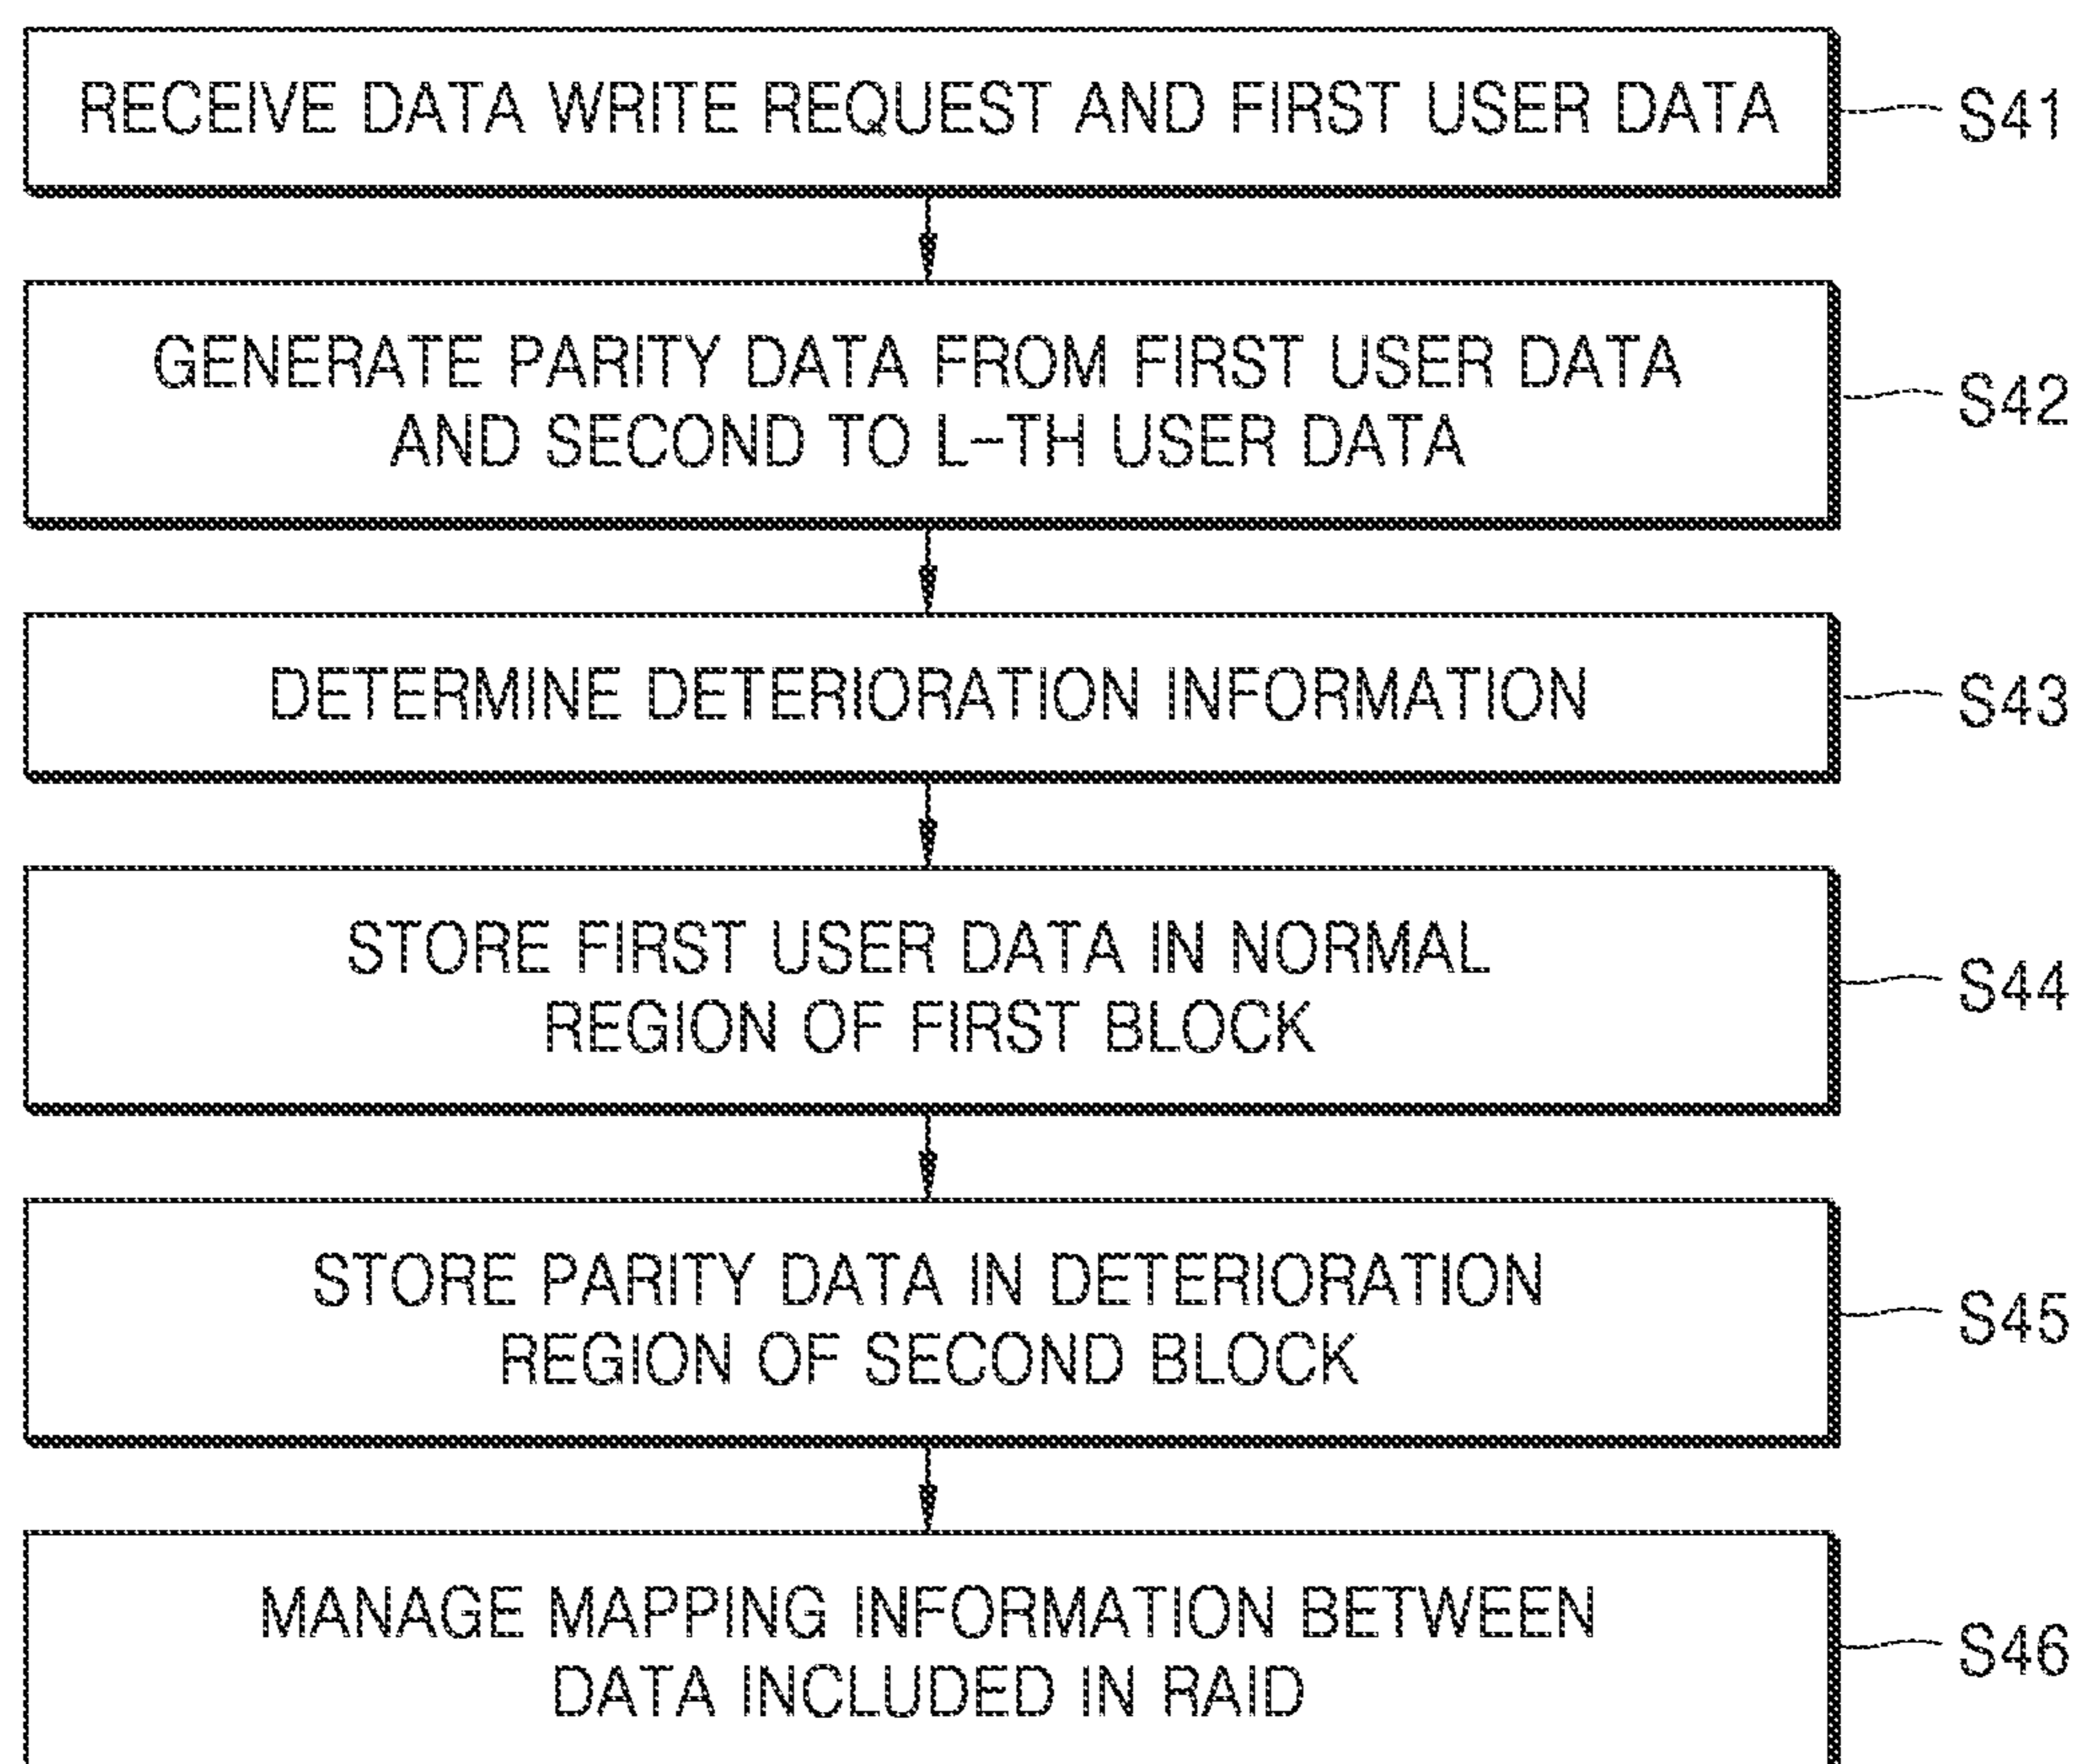 RECEIVE DATA WRITE REQUEST AND FIRST USER DATA
S41
GENERATE PARITY DATA FROM FIRST USER DATA
AND SECOND TO L-TH USER DATA
S42
DETERMINE DETERIORATION INFORMATION
S43
STORE FIRST USER DATA IN NORMAL
REGION OF FIRST BLOCK
S44
STORE PARITY DATA IN DETERIORATION
REGION OF SECOND BLOCK
S45
MANAGE MAPPING INFORMATION BETWEEN
DATA INCLUDED IN RAID
S46